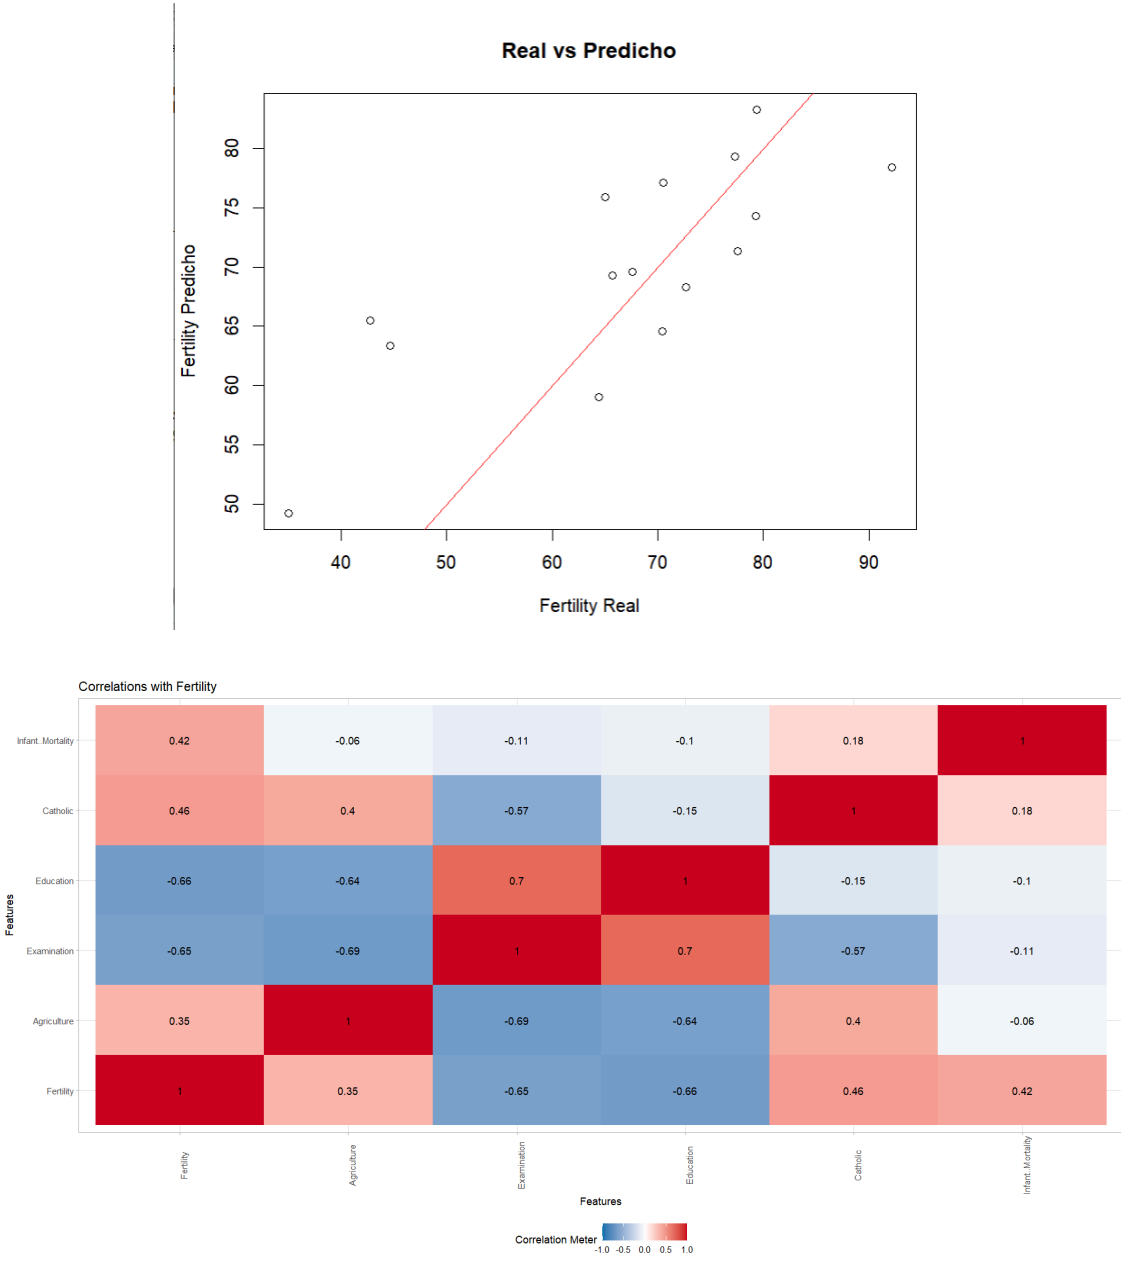 Real vs Predicho
Fertility Predicho
80
75
70
65
60
55
50
40 50 60 70 80 90
Fertility Real
Correlations with Fertility
Features
Infant..Mortality 0.42 -0.06 -0.11 -0.1 0.18 1
Catholic 0.46 0.4 -0.57 -0.15 1 0.18
Education -0.66 -0.64 0.7 1 -0.15 -0.1
Examination -0.65 -0.69 1 0.7 -0.57 -0.11
Agriculture 0.35 1 -0.69 -0.64 0.4 -0.06
Fertility 1 0.35 -0.65 -0.66 0.46 0.42
Fertility Agriculture Examination Education Catholic Infant..Mortality
Features
Correlation Meter
-1.0 -0.5 0.0 0.5 1.0